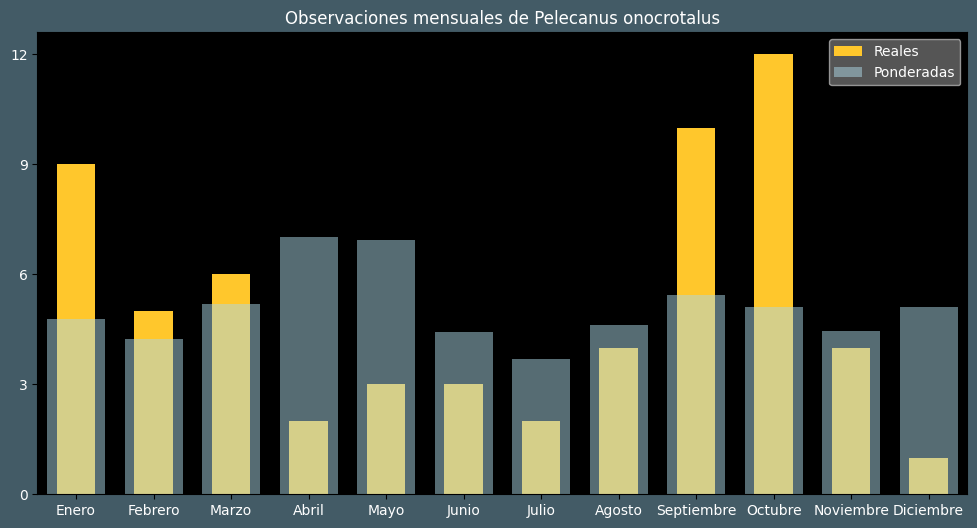 Observaciones mensuales de Pelecanus onocrotalus
Reales
Ponderadas
12
9
6
3
0
Enero Febrero Marzo Abril Mayo Junio Julio Agosto Septiembre Octubre Noviembre Diciembre